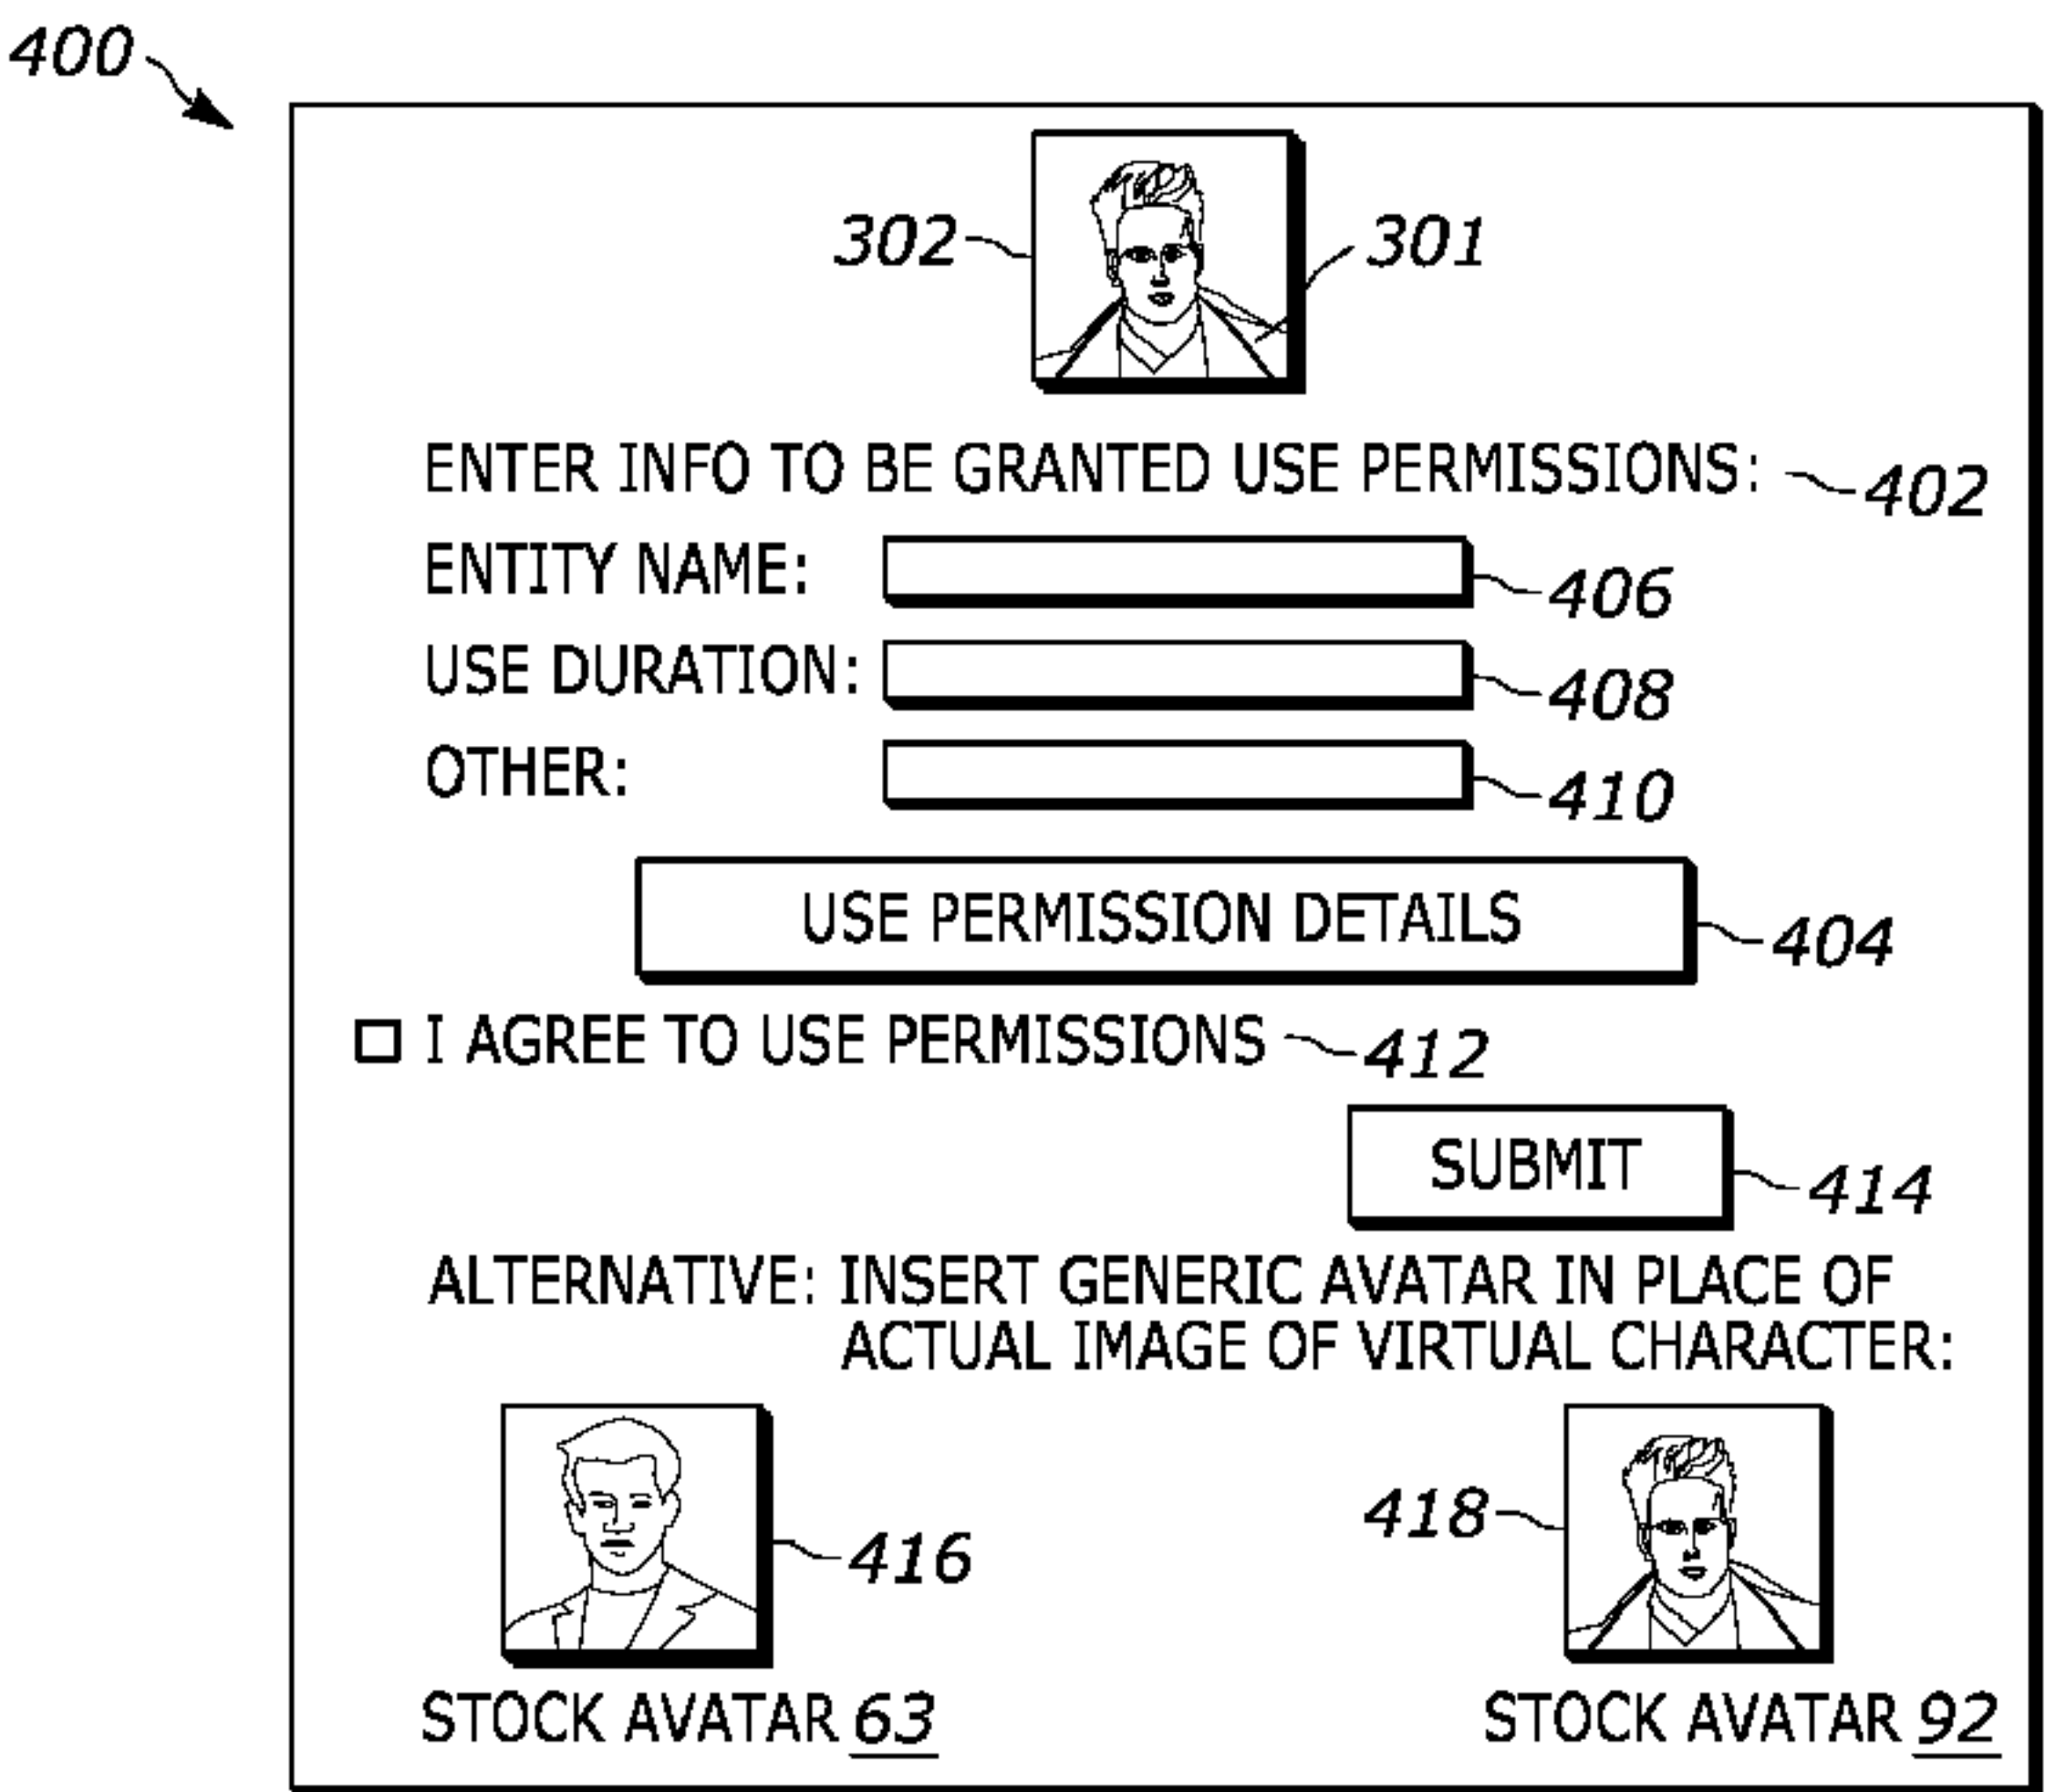 400
302
301
ENTER INFO TO BE GRANTED USE PERMISSIONS: 402
ENTITY NAME: 406
USE DURATION: 408
OTHER: 410
USE PERMISSION DETAILS 404
I AGREE TO USE PERMISSIONS 412
SUBMIT 414
ALTERNATIVE: INSERT GENERIC AVATAR IN PLACE OF
ACTUAL IMAGE OF VIRTUAL CHARACTER:
416
418
STOCK AVATAR 63
STOCK AVATAR 92